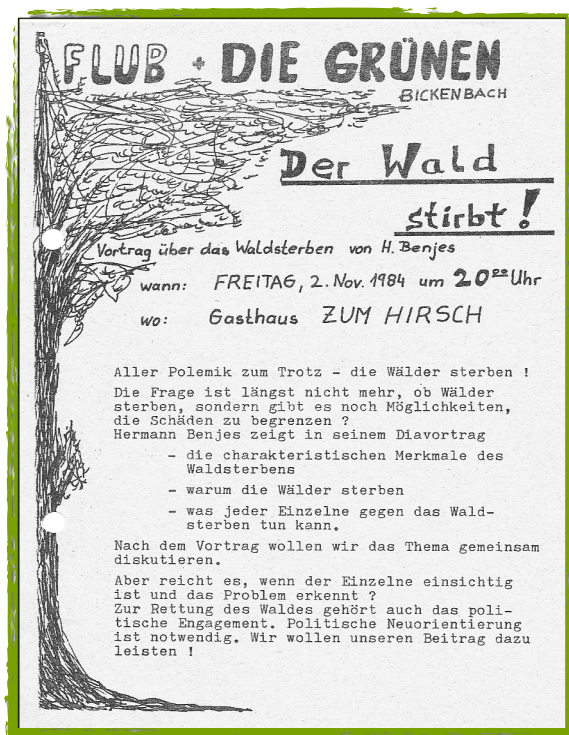 FLUB + DIE GRÜNEN
BICKENBACH
Der Wald
stirbt!
Vortrag über das Waldsterben von H. Benjes
wann: FREITAG, 2. Nov. 1984 um 20⁰⁰ Uhr
wo: Gasthaus ZUM HIRSCH
Aller Polemik zum Trotz - die Wälder sterben !
Die Frage ist längst nicht mehr, ob Wälder
sterben, sondern gibt es noch Möglichkeiten,
die Schäden zu begrenzen ?
Hermann Benjes zeigt in seinem Diavortrag
- die charakteristischen Merkmale des
Waldsterbens
- warum die Wälder sterben
- was jeder Einzelne gegen das Wald-
sterben tun kann.
Nach dem Vortrag wollen wir das Thema gemeinsam
diskutieren.
Aber reicht es, wenn der Einzelne einsichtig
ist und das Problem erkennt ?
Zur Rettung des Waldes gehört auch das poli-
tische Engagement. Politische Neuorientierung
ist notwendig. Wir wollen unseren Beitrag dazu
leisten !